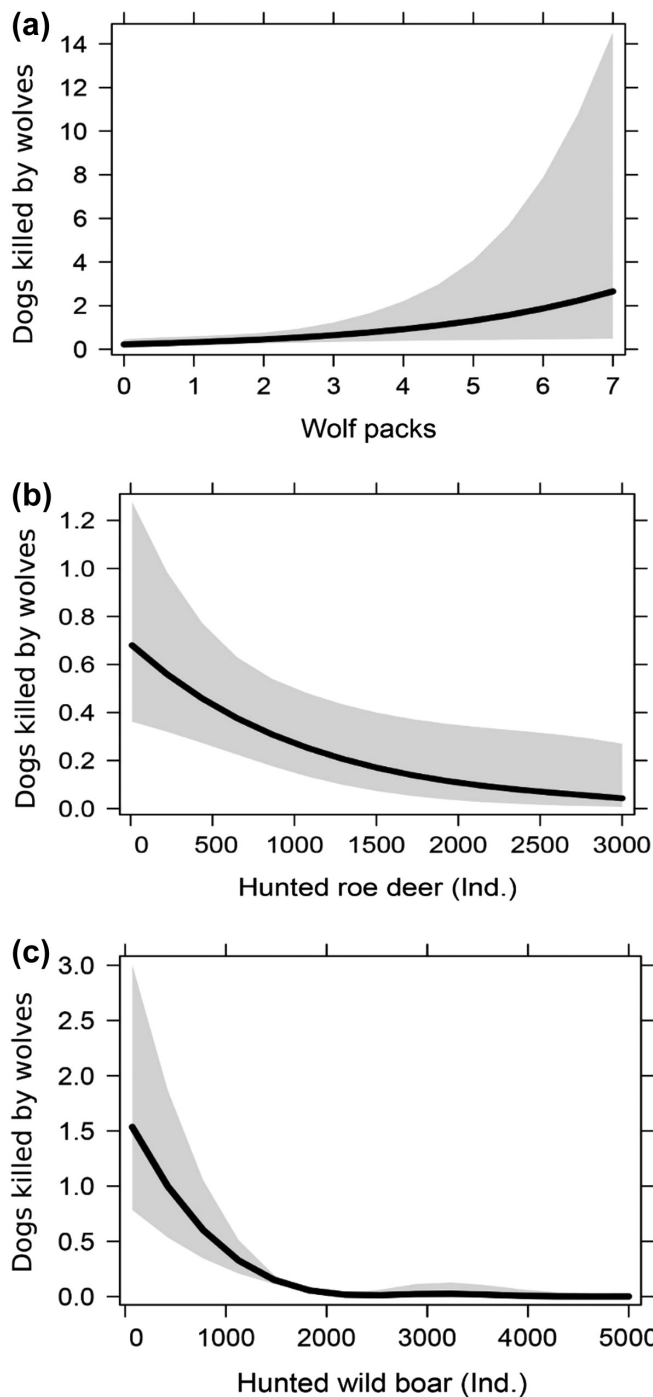 (a)
Dogs killed by wolves
14
12
10
8
6
4
2
0
0 1 2 3 4 5 6 7
Wolf packs
(b)
Dogs killed by wolves
1.2
1.0
0.8
0.6
0.4
0.2
0.0
0 500 1000 1500 2000 2500 3000
Hunted roe deer (Ind.)
(c)
Dogs killed by wolves
3.0
2.5
2.0
1.5
1.0
0.5
0.0
0 1000 2000 3000 4000 5000
Hunted wild boar (Ind.)